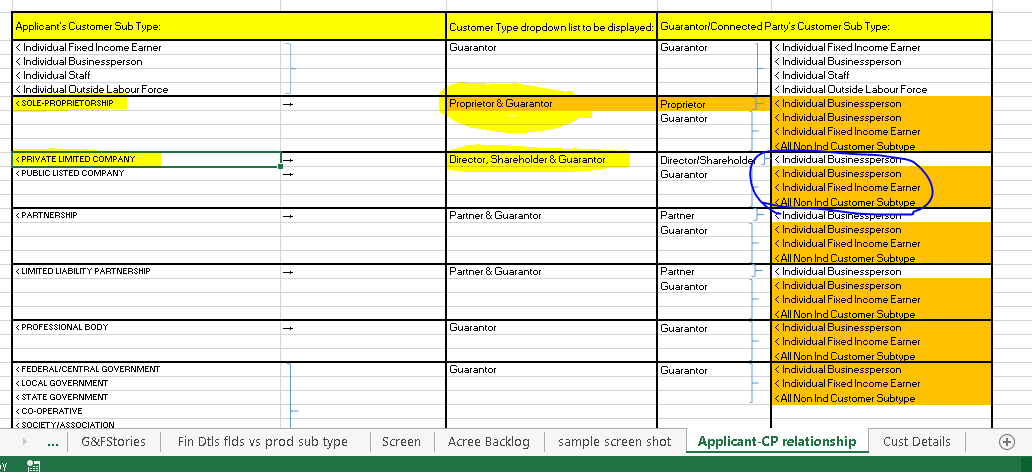 Applicant's Customer Sub Type: Customer Type dropdown list to be displayed: Guarantor/Connected Party's Customer Sub Type:
< Individual Fixed Income Earner Guarantor Guarantor < Individual Fixed Income Earner
< Individual Businessperson < Individual Businessperson
< Individual Staff < Individual Staff
< Individual Outside Labour Force < Individual Outside Labour Force
< SOLE-PROPRIETORSHIP → Proprietor & Guarantor Proprietor < Individual Businessperson
Guarantor < Individual Businessperson
< Individual Fixed Income Earner
< All Non Ind Customer Subtype
< PRIVATE LIMITED COMPANY → Director, Shareholder & Guarantor Director/Shareholder < Individual Businessperson
< PUBLIC LISTED COMPANY → Guarantor < Individual Businessperson
< Individual Fixed Income Earner
< All Non Ind Customer Subtype
< PARTNERSHIP → Partner & Guarantor Partner < Individual Businessperson
Guarantor < Individual Businessperson
< Individual Fixed Income Earner
< All Non Ind Customer Subtype
< LIMITED LIABILITY PARTNERSHIP → Partner & Guarantor Partner < Individual Businessperson
Guarantor < Individual Businessperson
< Individual Fixed Income Earner
< All Non Ind Customer Subtype
< PROFESSIONAL BODY → Guarantor Guarantor < Individual Businessperson
< Individual Fixed Income Earner
< All Non Ind Customer Subtype
< FEDERAL/CENTRAL GOVERNMENT Guarantor Guarantor < Individual Businessperson
< LOCAL GOVERNMENT < Individual Fixed Income Earner
< STATE GOVERNMENT < All Non Ind Customer Subtype
< CO-OPERATIVE
< SOCIETY/ASSOCIATION
... G&FStories Fin Dtls flds vs prod sub type Screen Acree Backlog sample screen shot Applicant-CP relationship Cust Details